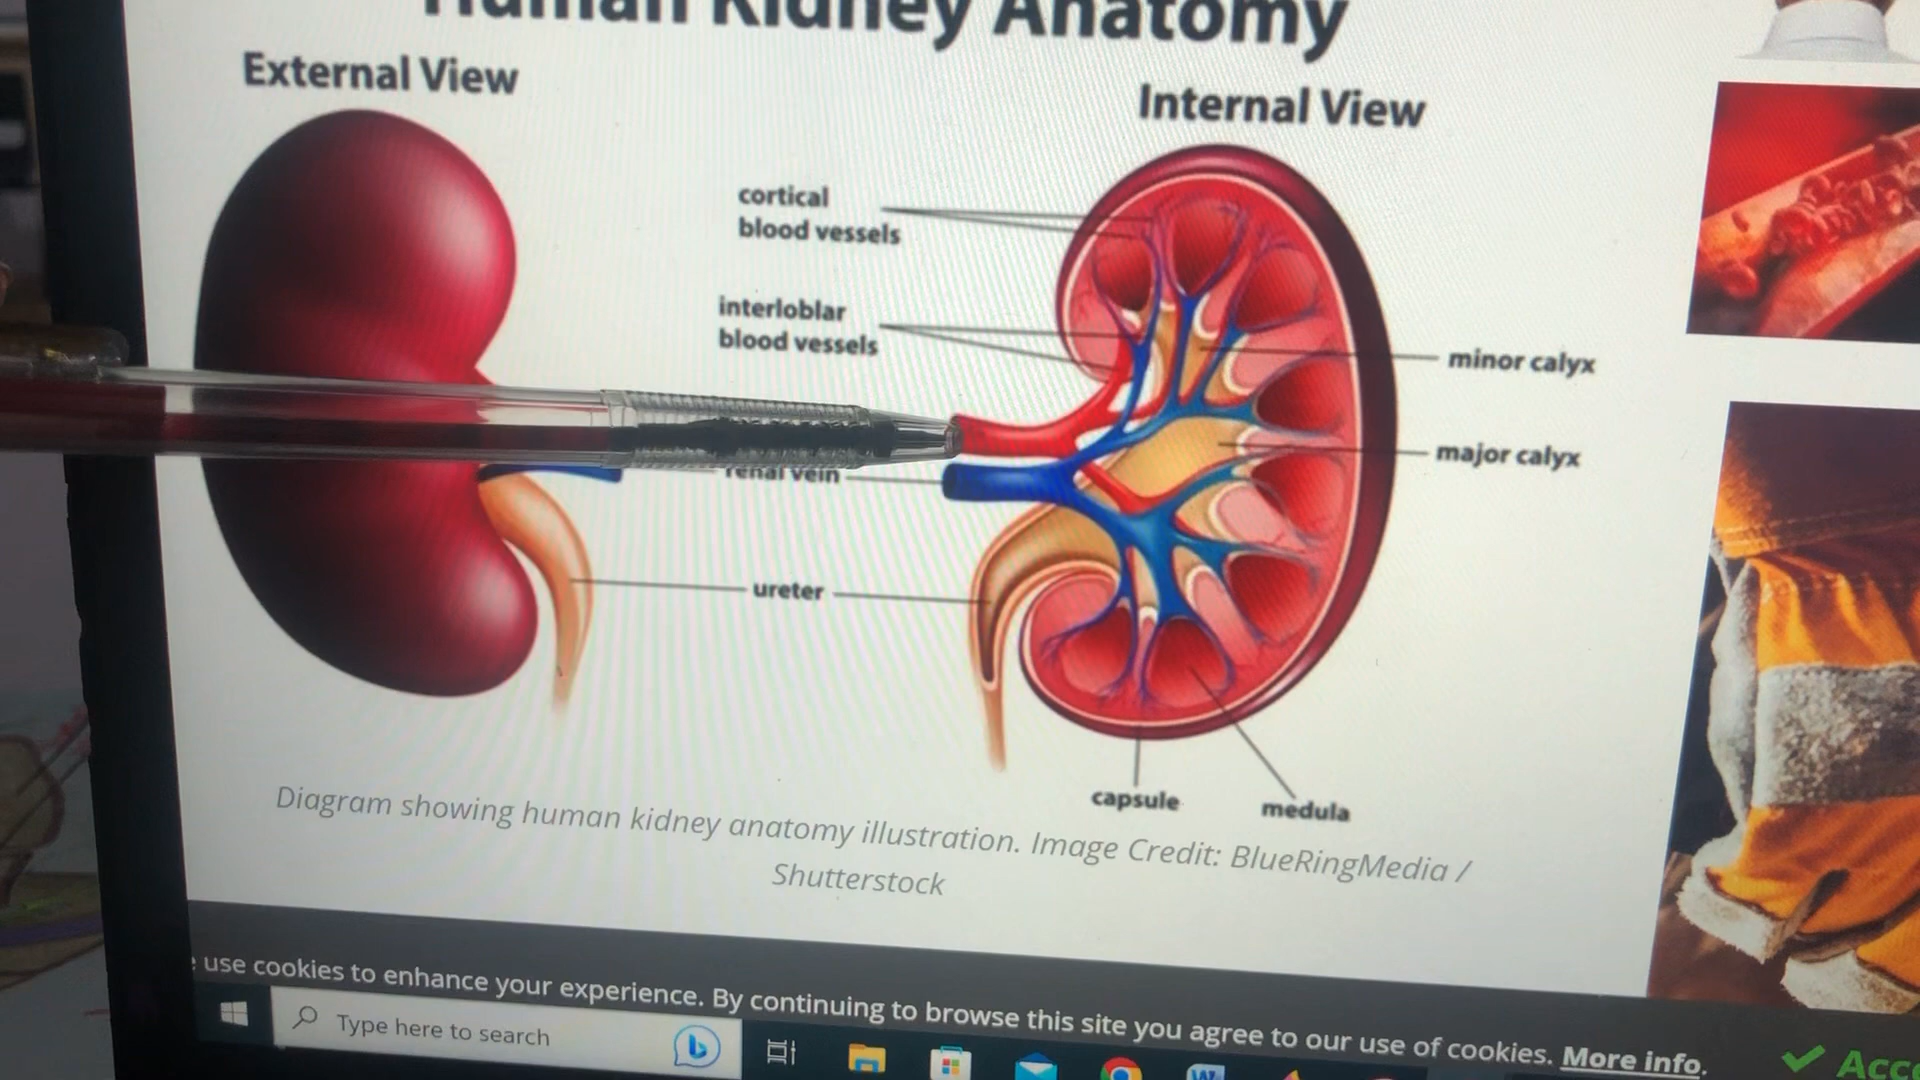 Human Kidney Anatomy
External View
Internal View
cortical
blood vessels
interloblar
blood vessels
minor calyx
major calyx
renal vein
ureter
capsule
medula
Diagram showing human kidney anatomy illustration. Image Credit: BlueRingMedia /
Shutterstock
use cookies to enhance your experience. By continuing to browse this site you agree to our use of cookies. More info.
Type here to search